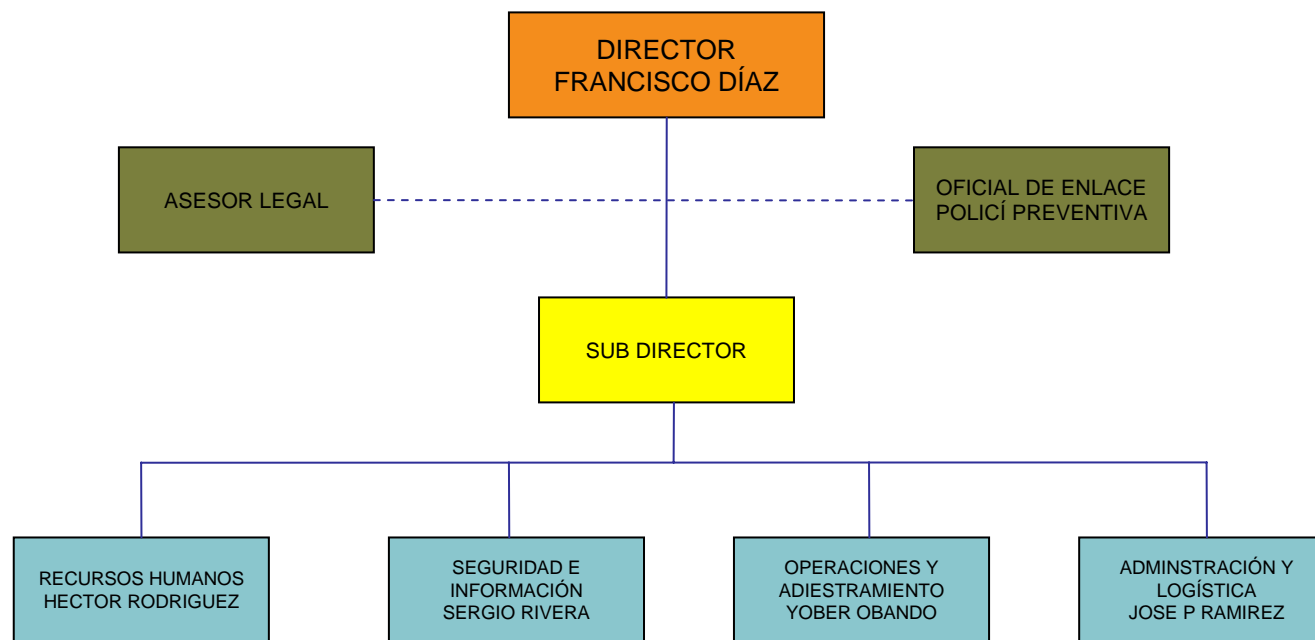 DIRECTOR
FRANCISCO DÍAZ
ASESOR LEGAL
OFICIAL DE ENLACE
POLICÍ PREVENTIVA
SUB DIRECTOR
RECURSOS HUMANOS
HECTOR RODRIGUEZ
SEGURIDAD E
INFORMACIÓN
SERGIO RIVERA
OPERACIONES Y
ADIESTRAMIENTO
YOBER OBANDO
ADMINSTRACIÓN Y
LOGÍSTICA
JOSE P RAMIREZ